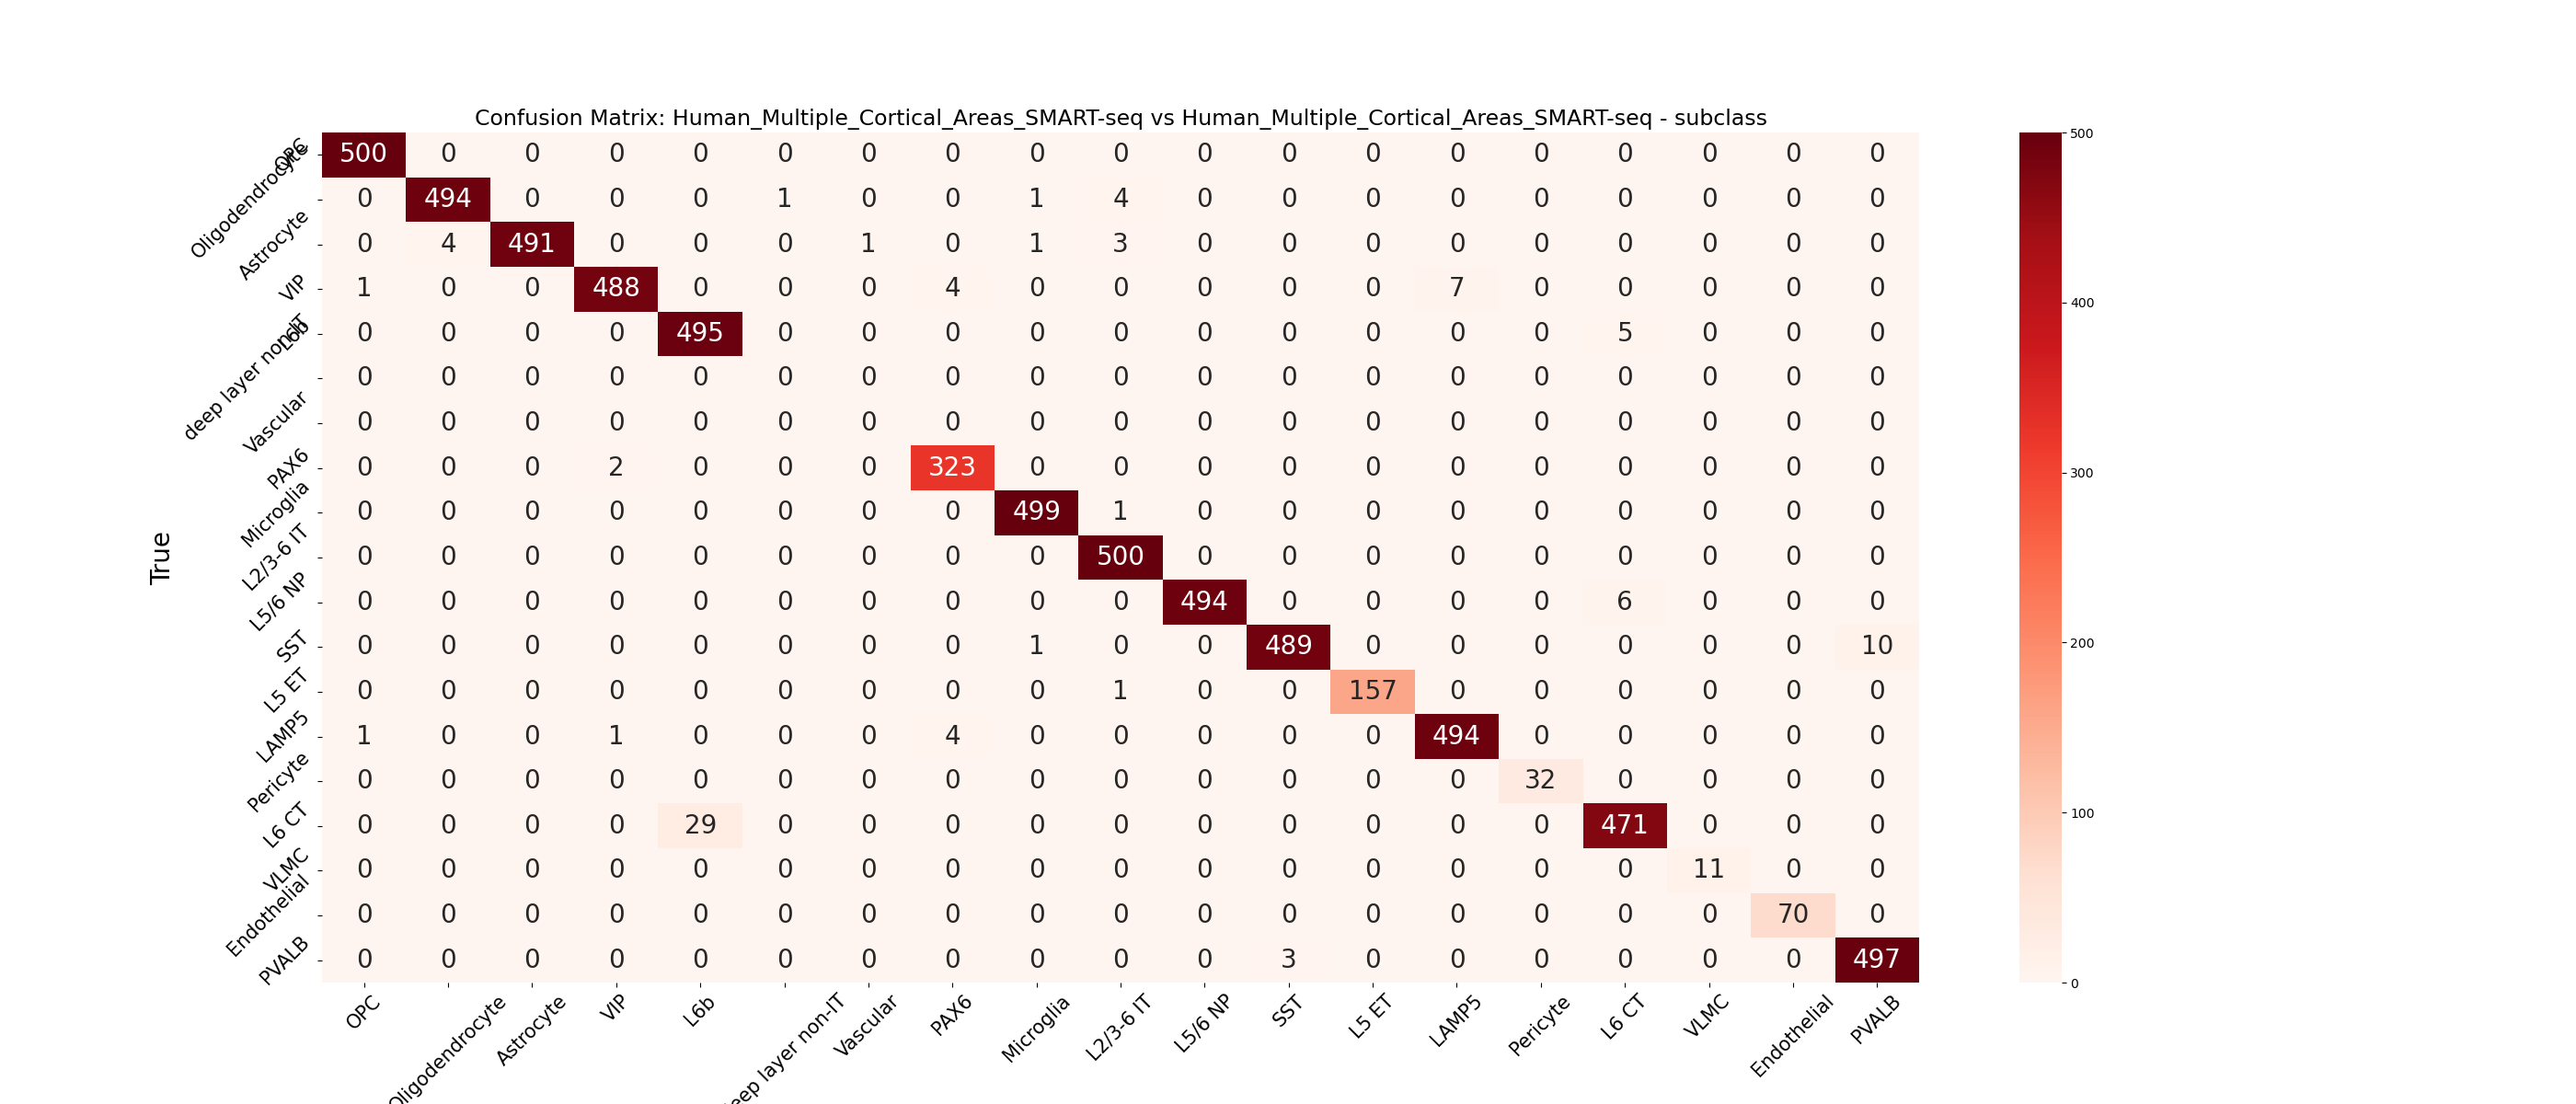 Confusion Matrix: Human_Multiple_Cortical_Areas_SMART-seq vs Human_Multiple_Cortical_Areas_SMART-seq - subclass
OPC 500 0 0 0 0 0 0 0 0 0 0 0 0 0 0 0 0 0 0
Oligodendrocyte 0 494 0 0 0 1 0 0 1 4 0 0 0 0 0 0 0 0 0
Astrocyte 0 4 491 0 0 0 1 0 1 3 0 0 0 0 0 0 0 0 0
VIP 1 0 0 488 0 0 0 4 0 0 0 0 0 7 0 0 0 0 0
L6b 0 0 0 0 495 0 0 0 0 0 0 0 0 0 0 5 0 0 0
deep layer non-IT 0 0 0 0 0 0 0 0 0 0 0 0 0 0 0 0 0 0 0
Vascular 0 0 0 0 0 0 0 0 0 0 0 0 0 0 0 0 0 0 0
PAX6 0 0 0 2 0 0 0 323 0 0 0 0 0 0 0 0 0 0 0
Microglia 0 0 0 0 0 0 0 0 499 1 0 0 0 0 0 0 0 0 0
L2/3-6 IT 0 0 0 0 0 0 0 0 0 500 0 0 0 0 0 0 0 0 0
L5/6 NP 0 0 0 0 0 0 0 0 0 0 494 0 0 0 0 6 0 0 0
SST 0 0 0 0 0 0 0 0 1 0 0 489 0 0 0 0 0 0 10
L5 ET 0 0 0 0 0 0 0 0 0 1 0 0 157 0 0 0 0 0 0
LAMP5 1 0 0 1 0 0 0 4 0 0 0 0 0 494 0 0 0 0 0
Pericyte 0 0 0 0 0 0 0 0 0 0 0 0 0 0 32 0 0 0 0
L6 CT 0 0 0 0 29 0 0 0 0 0 0 0 0 0 0 471 0 0 0
VLMC 0 0 0 0 0 0 0 0 0 0 0 0 0 0 0 0 11 0 0
Endothelial 0 0 0 0 0 0 0 0 0 0 0 0 0 0 0 0 0 70 0
PVALB 0 0 0 0 0 0 0 0 0 0 0 3 0 0 0 0 0 0 497
True
OPC Oligodendrocyte Astrocyte VIP L6b eep layer non-IT Vascular PAX6 Microglia L2/3-6 IT L5/6 NP SST L5 ET LAMP5 Pericyte L6 CT VLMC Endothelial PVALB
500
400
300
200
100
0